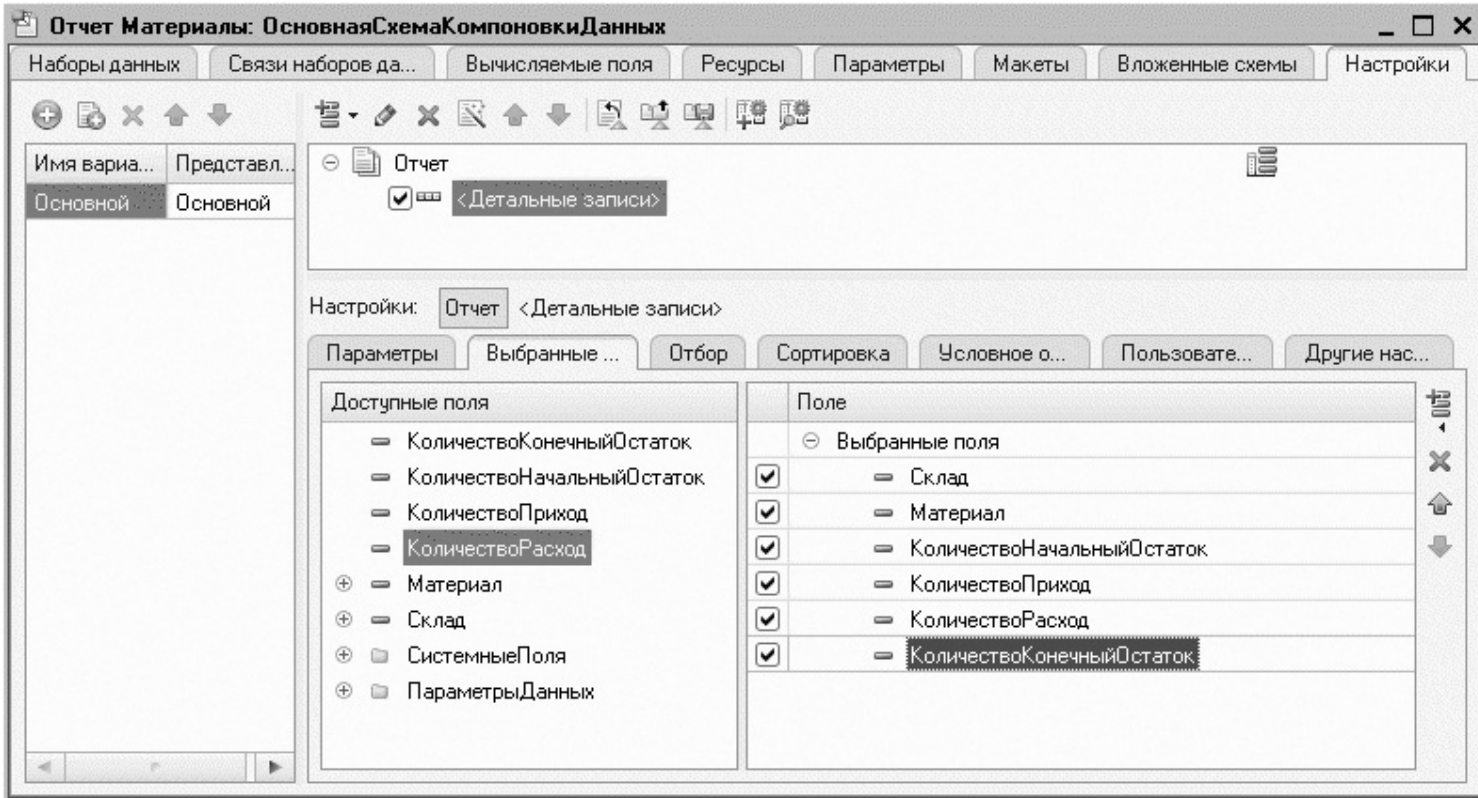 Отчет Материалы: ОсновнаяСхемаКомпоновкиДанных
Наборы данных Связи наборов да... Вычисляемые поля Ресурсы Параметры Макеты Вложенные схемы Настройки
Имя вариа... Представл...
Основной Основной
Отчет
<Детальные записи>
Настройки: Отчет <Детальные записи>
Параметры Выбранные ... Отбор Сортировка Условное о... Пользовате... Другие нас...
Доступные поля
КоличествоКонечныйОстаток
КоличествоНачальныйОстаток
КоличествоПриход
КоличествоРасход
Материал
Склад
СистемныеПоля
ПараметрыДанных
Поле
Выбранные поля
Склад
Материал
КоличествоНачальныйОстаток
КоличествоПриход
КоличествоРасход
КоличествоКонечныйОстаток